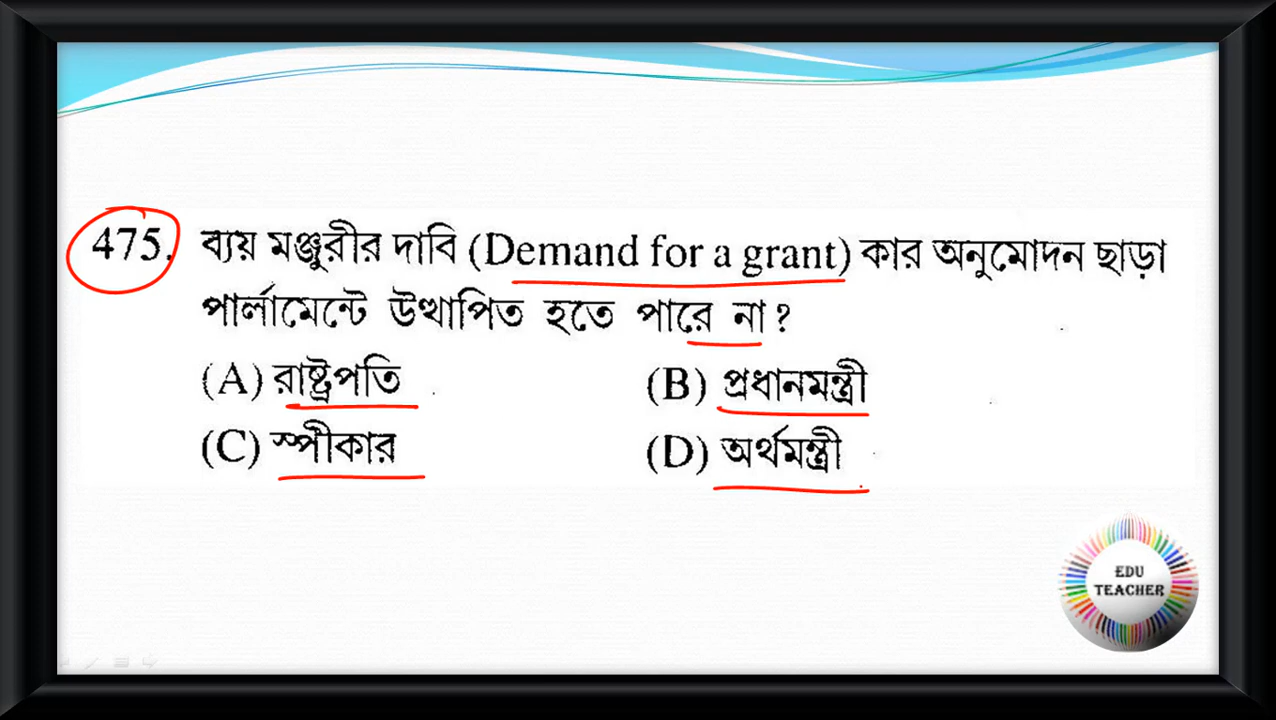 475. ব্যয় মঞ্জুরীর দাবি (Demand for a grant) কার অনুমোদন ছাড়া
পার্লামেন্টে উত্থাপিত হতে পারে না?
(A) রাষ্ট্রপতি (B) প্রধানমন্ত্রী
(C) স্পীকার (D) অর্থমন্ত্রী
EDU
TEACHER